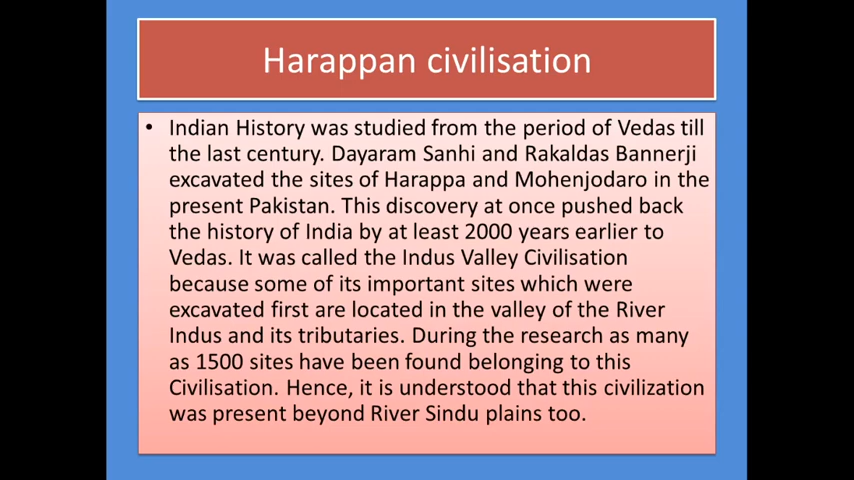 Harappan civilisation
• Indian History was studied from the period of Vedas till
the last century. Dayaram Sanhi and Rakaldas Bannerji
excavated the sites of Harappa and Mohenjodaro in the
present Pakistan. This discovery at once pushed back
the history of India by at least 2000 years earlier to
Vedas. It was called the Indus Valley Civilisation
because some of its important sites which were
excavated first are located in the valley of the River
Indus and its tributaries. During the research as many
as 1500 sites have been found belonging to this
Civilisation. Hence, it is understood that this civilization
was present beyond River Sindu plains too.